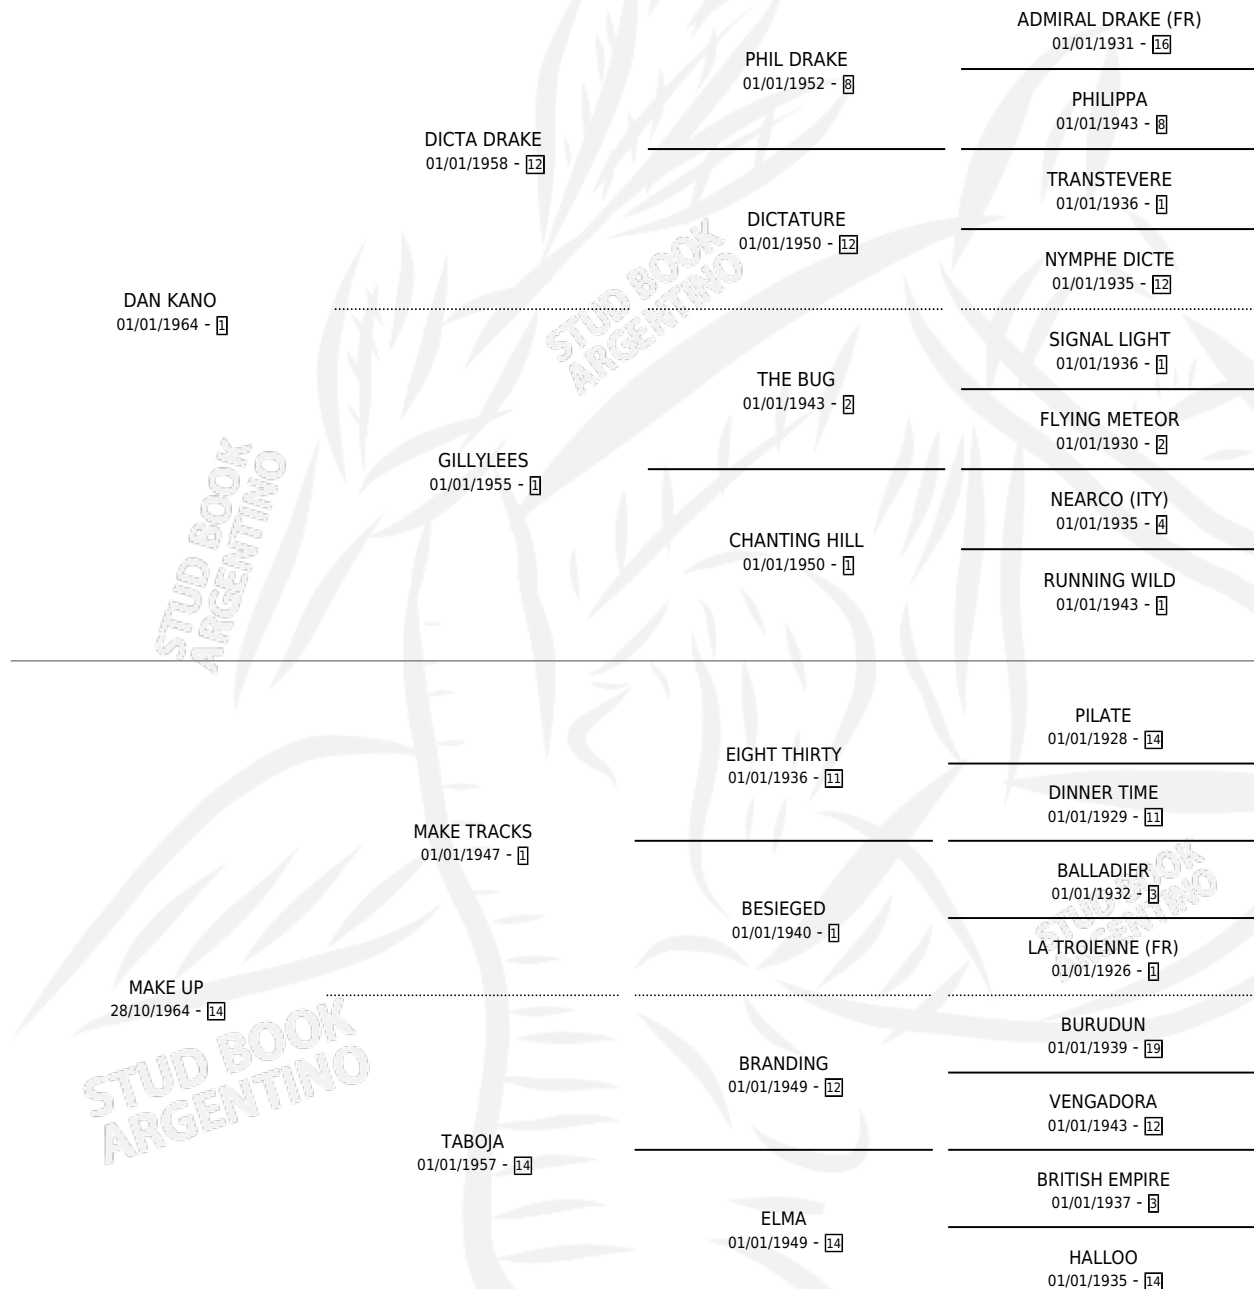 ADMIRAL DRAKE (FR)
01/01/1931 - 16
PHIL DRAKE
01/01/1952 - 8
PHILIPPA
01/01/1943 - 8
DICTA DRAKE
01/01/1958 - 12
TRANSTEVERE
01/01/1936 - 1
DICTATURE
01/01/1950 - 12
NYMPHE DICTE
01/01/1935 - 12
DAN KANO
01/01/1964 - 1
SIGNAL LIGHT
01/01/1936 - 1
THE BUG
01/01/1943 - 2
FLYING METEOR
01/01/1930 - 2
GILLYLEES
01/01/1955 - 1
NEARCO (ITY)
01/01/1935 - 4
CHANTING HILL
01/01/1950 - 1
RUNNING WILD
01/01/1943 - 1
PILATE
01/01/1928 - 14
EIGHT THIRTY
01/01/1936 - 11
DINNER TIME
01/01/1929 - 11
MAKE TRACKS
01/01/1947 - 1
BALLADIER
01/01/1932 - 3
BESIEGED
01/01/1940 - 1
LA TROIENNE (FR)
01/01/1926 - 1
MAKE UP
28/10/1964 - 14
BURUDUN
01/01/1939 - 19
BRANDING
01/01/1949 - 12
VENGADORA
01/01/1943 - 12
TABOJA
01/01/1957 - 14
BRITISH EMPIRE
01/01/1937 - 3
ELMA
01/01/1949 - 14
HALLOO
01/01/1935 - 14
STUD BOOK
ARGENTINO
STUD BOOK
ARGENTINO
STUD BOOK
ARGENTINO
STUD BOOK
ARGENTINO